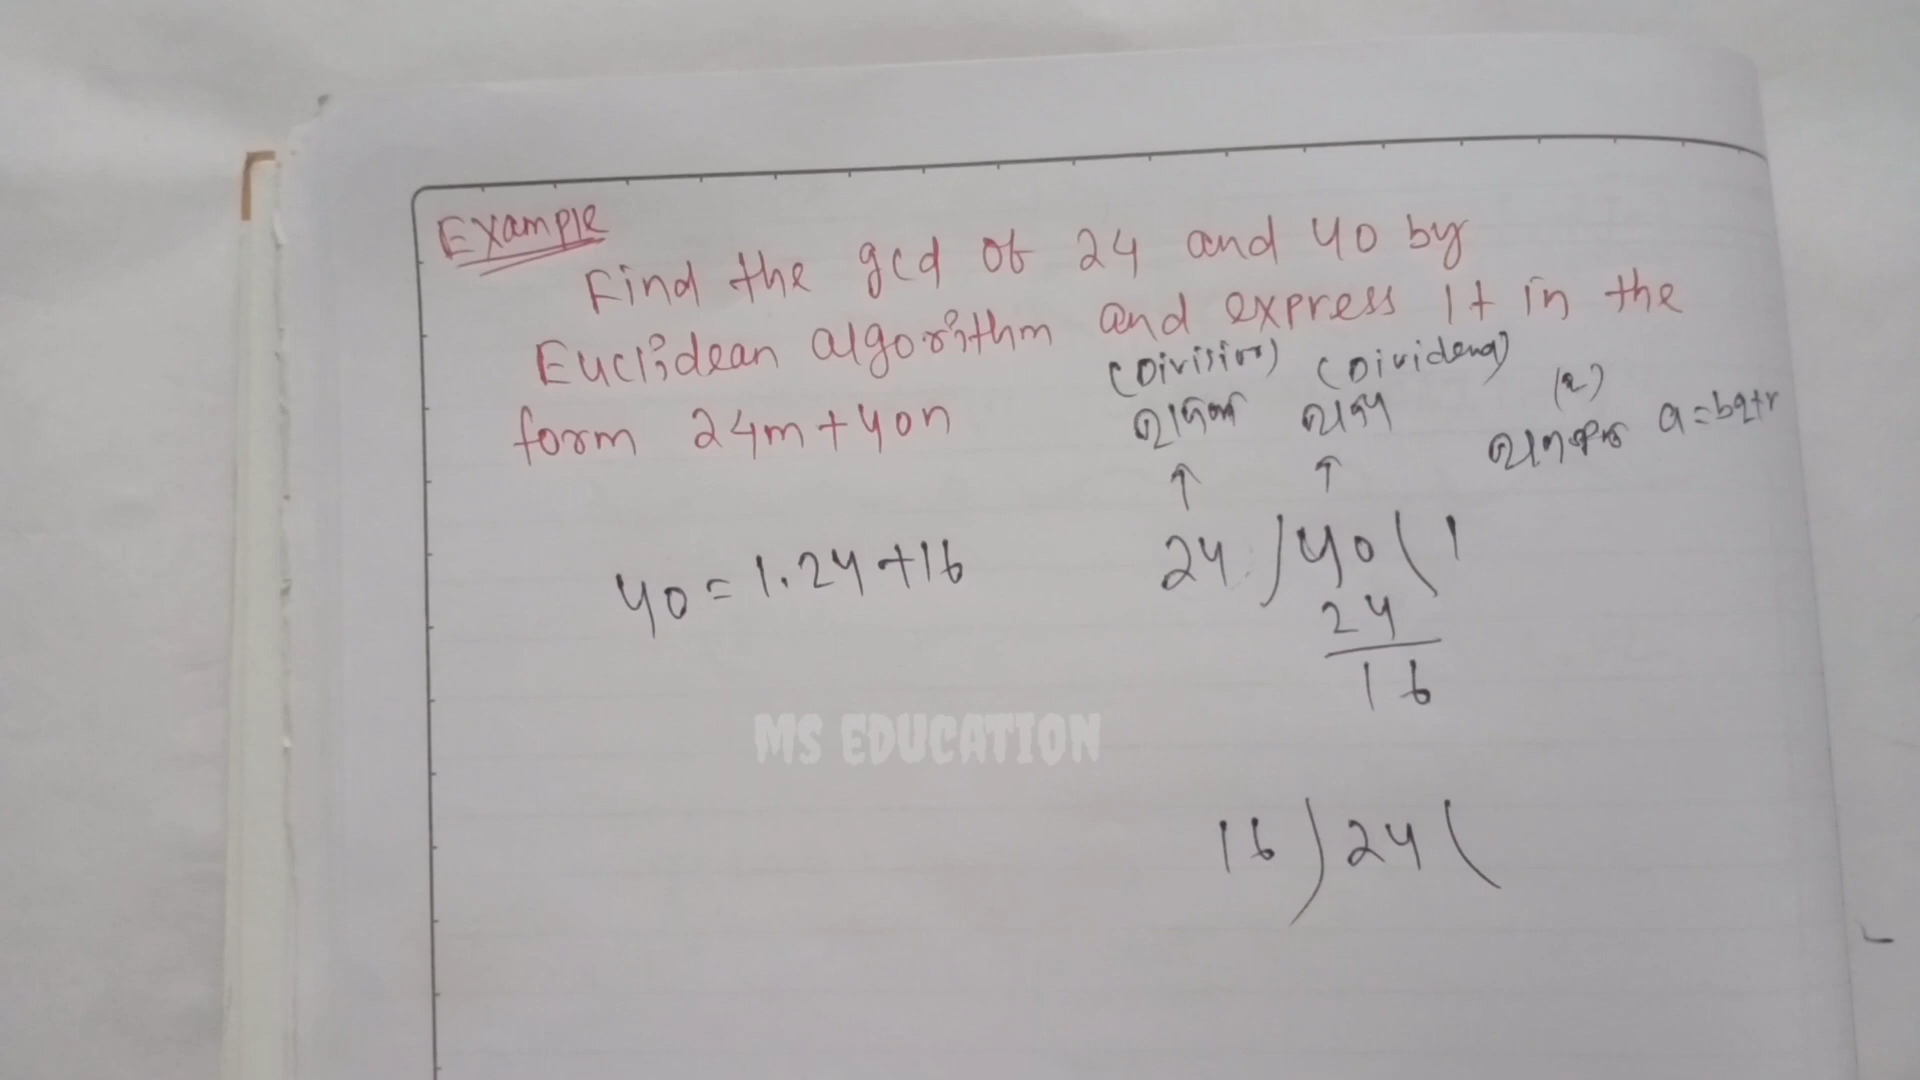 Example
Find the gcd of 24 and 40 by
Euclidean algorithm and express it in the
form 24m+40n
(Division) (Dividend)
(q)
ଭାଜକ ଭାଜ୍ୟ a=bq+r
↑ ↑
40=1.24+16
24)40(1
24
16
MS EDUCATION
16)24(